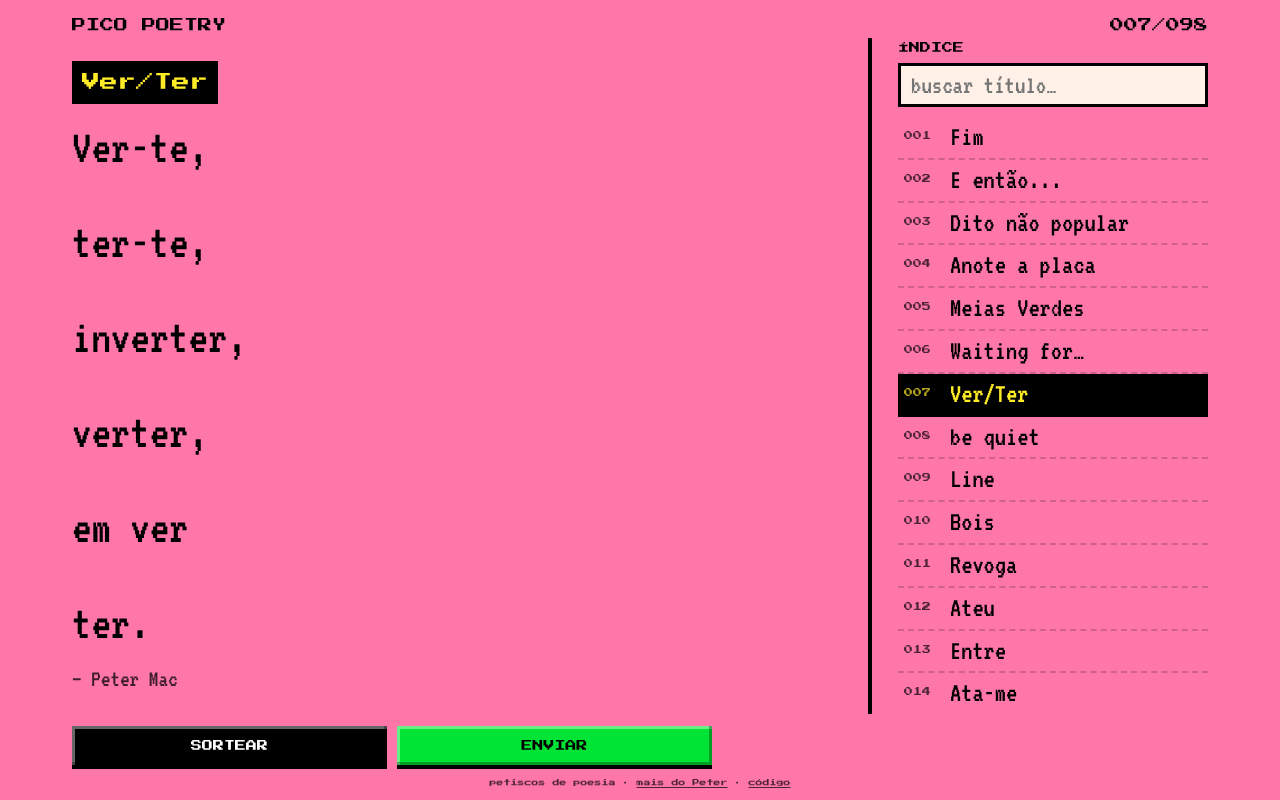 PICO POETRY
007/098
Ver/Ter
Ver-te,
ter-te,
inverter,
verter,
em ver
ter.
— Peter Mac
SORTEAR
ENVIAR
íNDICE
buscar título…
001 Fim
002 E então...
003 Dito não popular
004 Anote a placa
005 Meias Verdes
006 Waiting for…
007 Ver/Ter
008 be quiet
009 Line
010 Bois
011 Revoga
012 Ateu
013 Entre
014 Ata-me
petiscos de poesia · mais do Peter · código